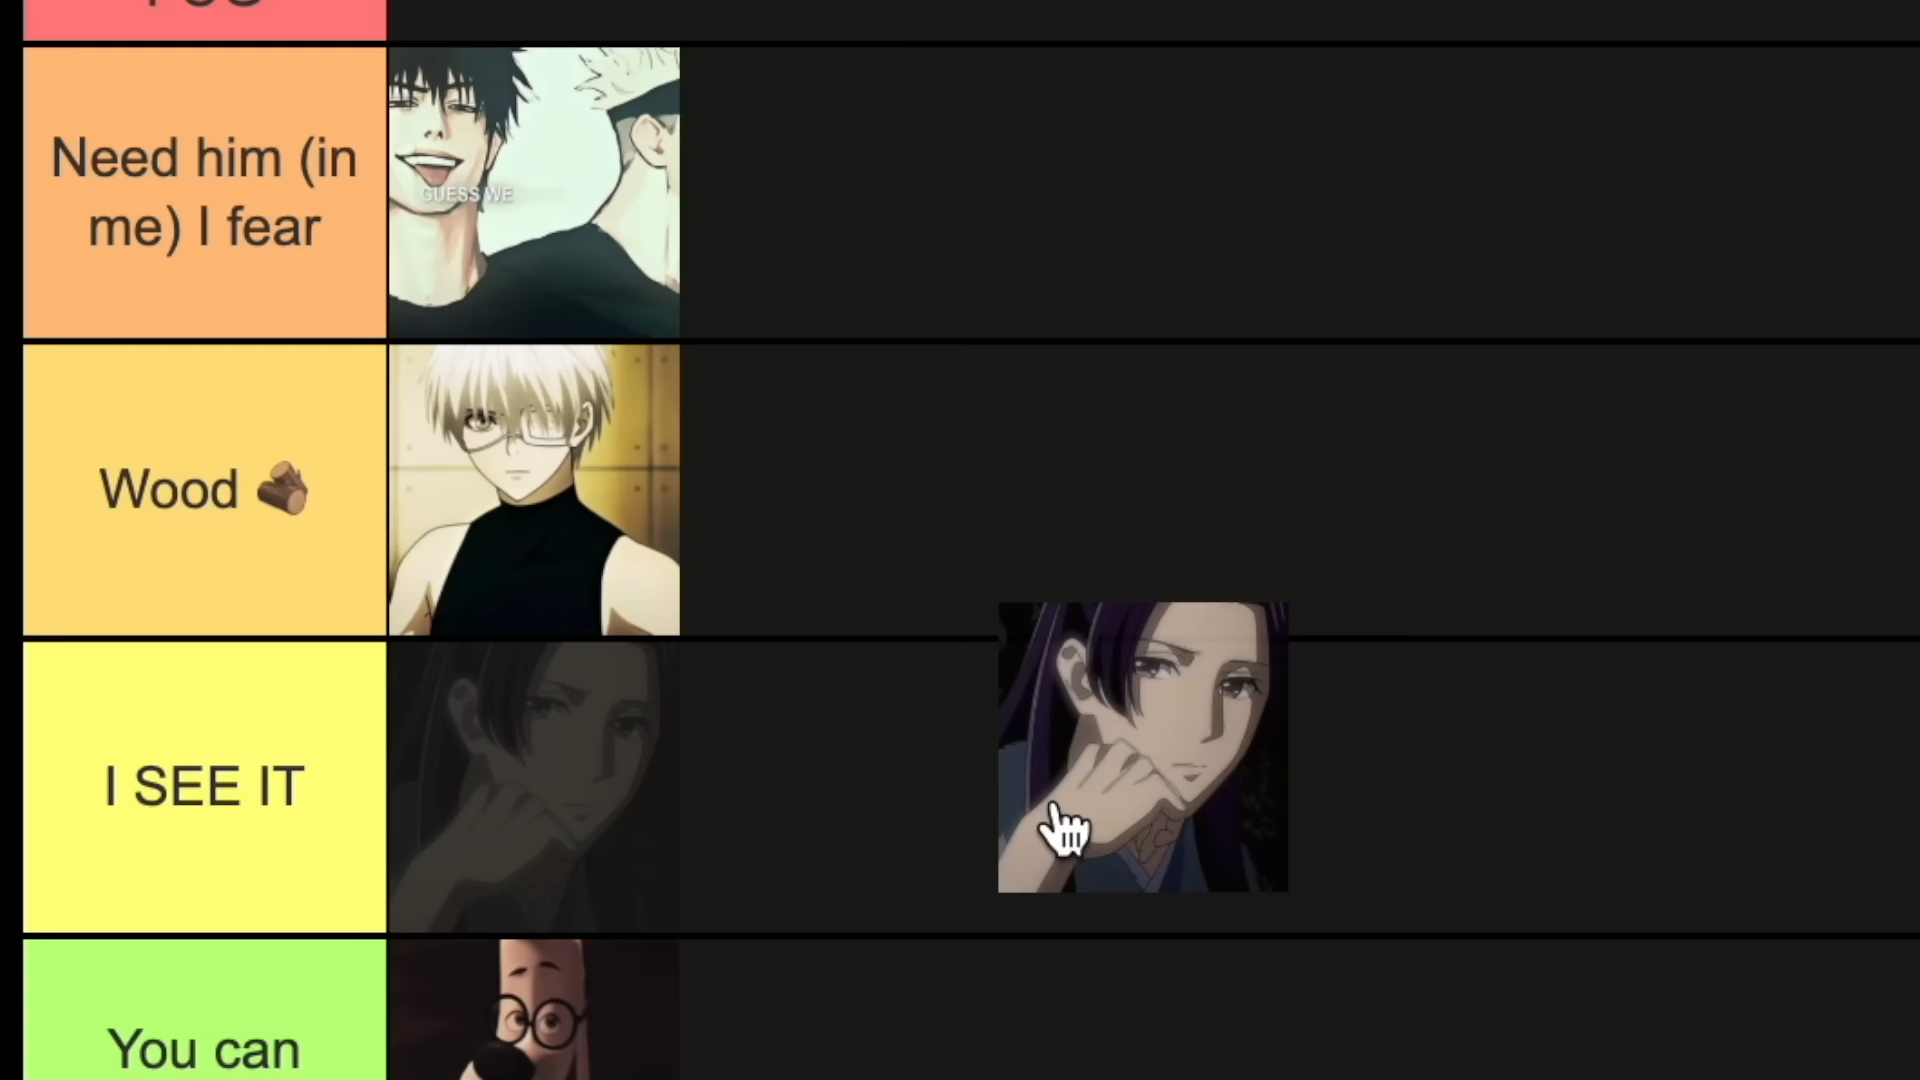 Need him (in
me) I fear
GUESS WE
Wood
I SEE IT
You can